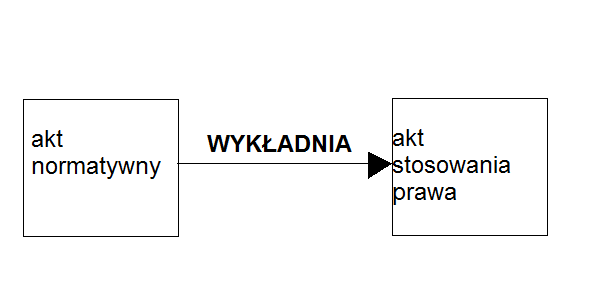 akt
normatywny
WYKŁADNIA
akt
stosowania
prawa